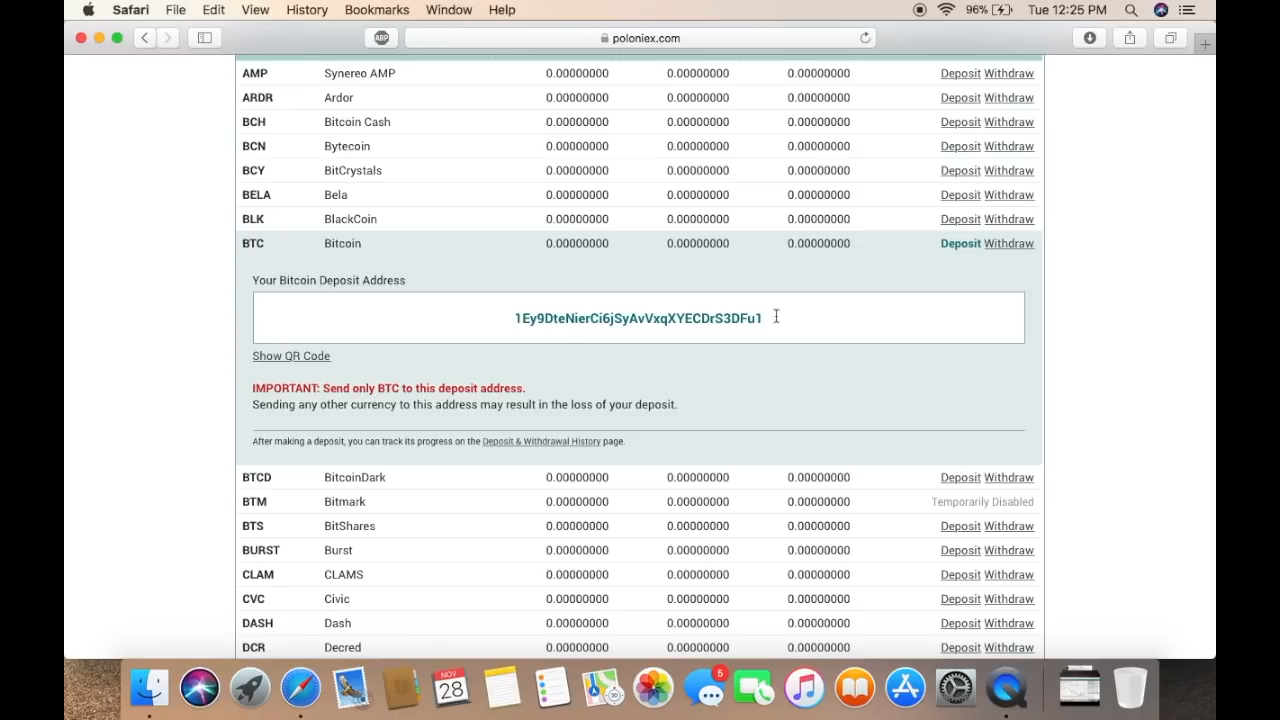 Safari File Edit View History Bookmarks Window Help 96% Tue 12:25 PM
ABP poloniex.com
AMP Synereo AMP 0.00000000 0.00000000 0.00000000 Deposit Withdraw
ARDR Ardor 0.00000000 0.00000000 0.00000000 Deposit Withdraw
BCH Bitcoin Cash 0.00000000 0.00000000 0.00000000 Deposit Withdraw
BCN Bytecoin 0.00000000 0.00000000 0.00000000 Deposit Withdraw
BCY BitCrystals 0.00000000 0.00000000 0.00000000 Deposit Withdraw
BELA Bela 0.00000000 0.00000000 0.00000000 Deposit Withdraw
BLK BlackCoin 0.00000000 0.00000000 0.00000000 Deposit Withdraw
BTC Bitcoin 0.00000000 0.00000000 0.00000000 Deposit Withdraw
Your Bitcoin Deposit Address
1Ey9DteNierCi6jSyAvVxqXYECDrS3DFu1
Show QR Code
IMPORTANT: Send only BTC to this deposit address.
Sending any other currency to this address may result in the loss of your deposit.
After making a deposit, you can track its progress on the Deposit & Withdrawal History page.
BTCD BitcoinDark 0.00000000 0.00000000 0.00000000 Deposit Withdraw
BTM Bitmark 0.00000000 0.00000000 0.00000000 Temporarily Disabled
BTS BitShares 0.00000000 0.00000000 0.00000000 Deposit Withdraw
BURST Burst 0.00000000 0.00000000 0.00000000 Deposit Withdraw
CLAM CLAMS 0.00000000 0.00000000 0.00000000 Deposit Withdraw
CVC Civic 0.00000000 0.00000000 0.00000000 Deposit Withdraw
DASH Dash 0.00000000 0.00000000 0.00000000 Deposit Withdraw
DCR Decred 0.00000000 0.00000000 0.00000000 Deposit Withdraw
NOV
28
5